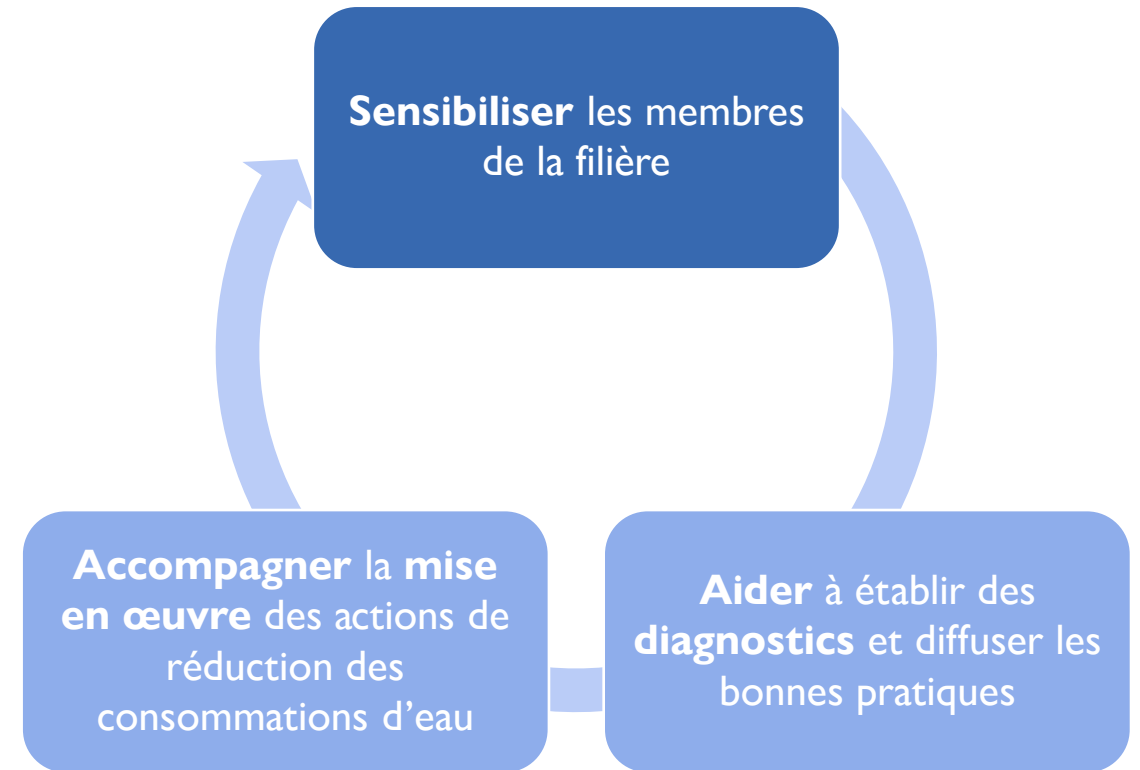 Sensibiliser les membres
de la filière
Accompagner la mise
en œuvre des actions de
réduction des
consommations d’eau
Aider à établir des
diagnostics et diffuser les
bonnes pratiques